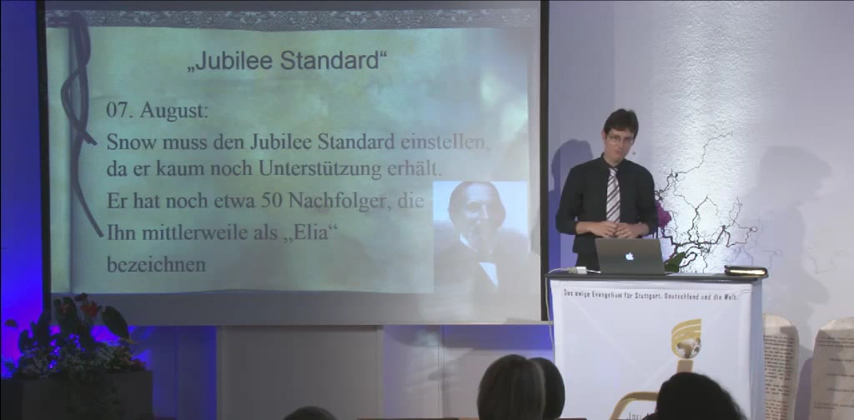 „Jubilee Standard“
07. August:
Snow muss den Jubilee Standard einstellen,
da er kaum noch Unterstützung erhält.
Er hat noch etwa 50 Nachfolger, die
Ihn mittlerweile als „Elia“
bezeichnen
Das ewige Evangelium für Stuttgart, Deutschland und die Welt.